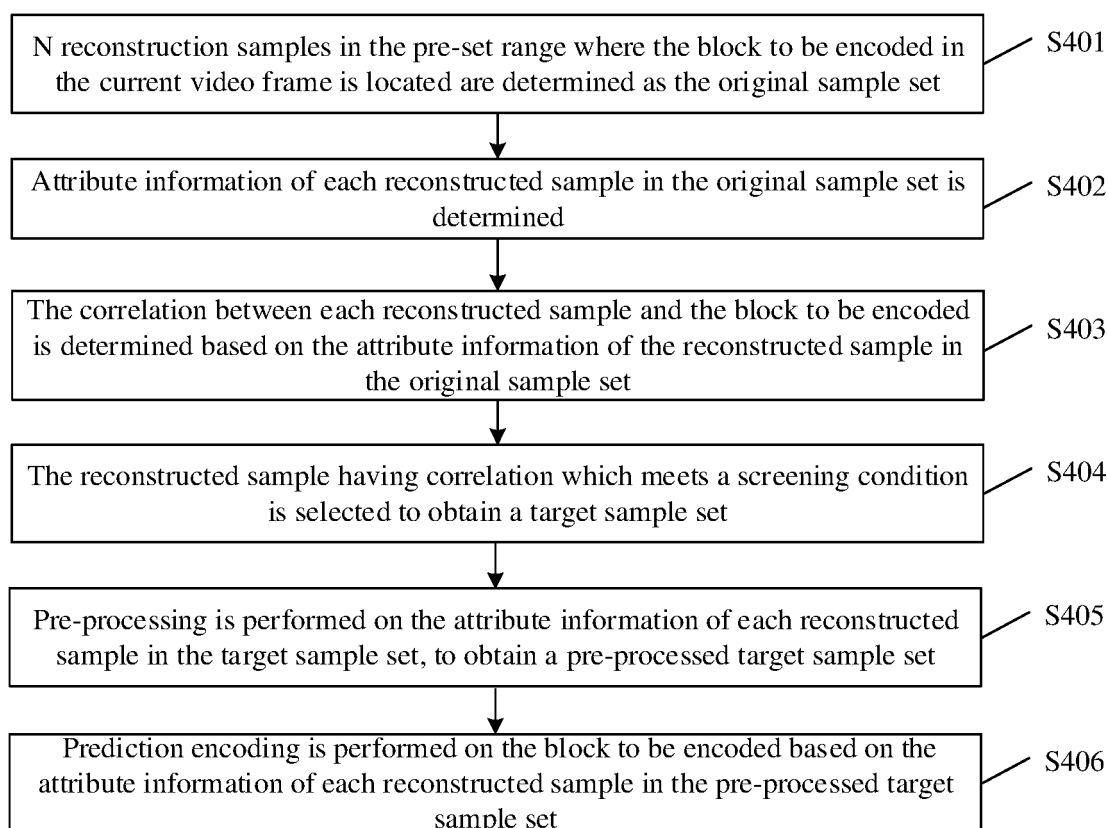 N reconstruction samples in the pre-set range where the block to be encoded in
the current video frame is located are determined as the original sample set
S401
Attribute information of each reconstructed sample in the original sample set is
determined
S402
The correlation between each reconstructed sample and the block to be encoded
is determined based on the attribute information of the reconstructed sample in
the original sample set
S403
The reconstructed sample having correlation which meets a screening condition
is selected to obtain a target sample set
S404
Pre-processing is performed on the attribute information of each reconstructed
sample in the target sample set, to obtain a pre-processed target sample set
S405
Prediction encoding is performed on the block to be encoded based on the
attribute information of each reconstructed sample in the pre-processed target
sample set
S406